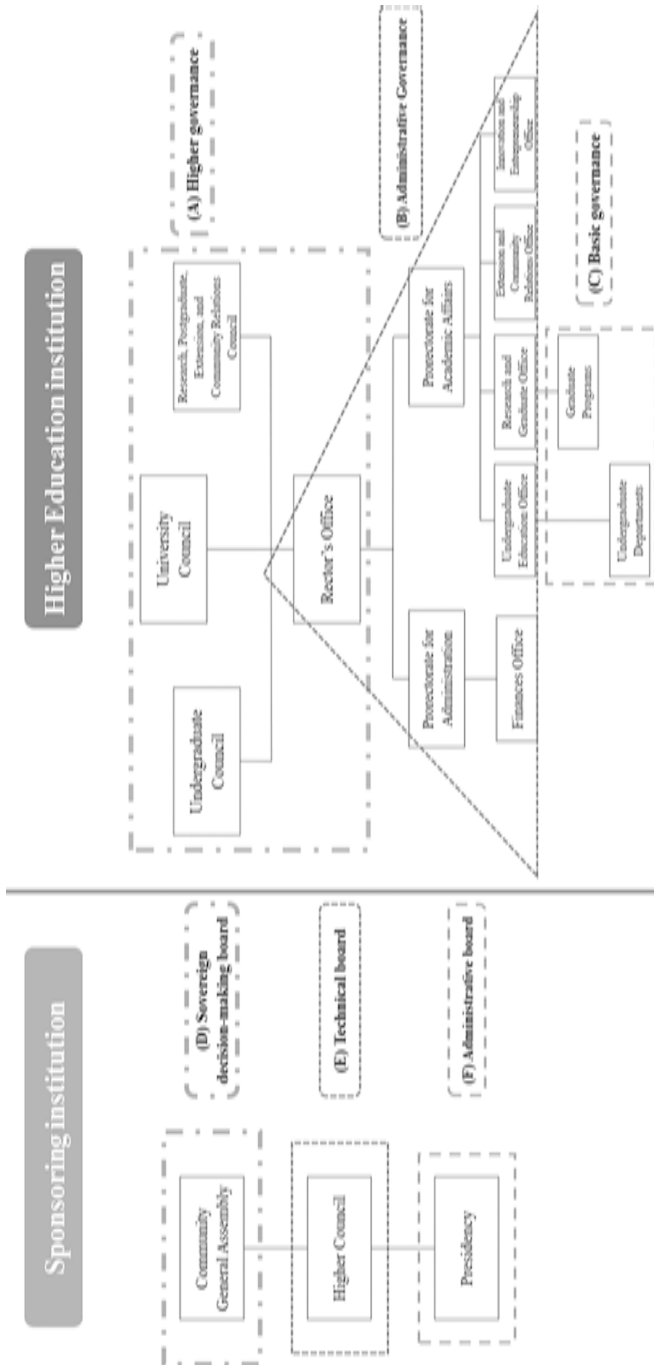 Sponsoring institution
Community
General Assembly
Higher Council
Presidency
(D) Sovereign
decision-making board
(E) Technical board
(F) Administrative board
Higher Education institution
Undergraduate
Council
University
Council
Research, Postgraduate,
Extension, and
Community Relations
Council
Rector's Office
(A) Higher governance
Protectorate for
Administration
Protectorate for
Academic Affairs
(B) Administrative Governance
Finances Office
Undergraduate
Education Office
Research and
Graduate Office
Extension and
Community
Relations Office
Innovation and
Entrepreneurship
Office
Undergraduate
Departments
Graduate
Programs
(C) Basic governance